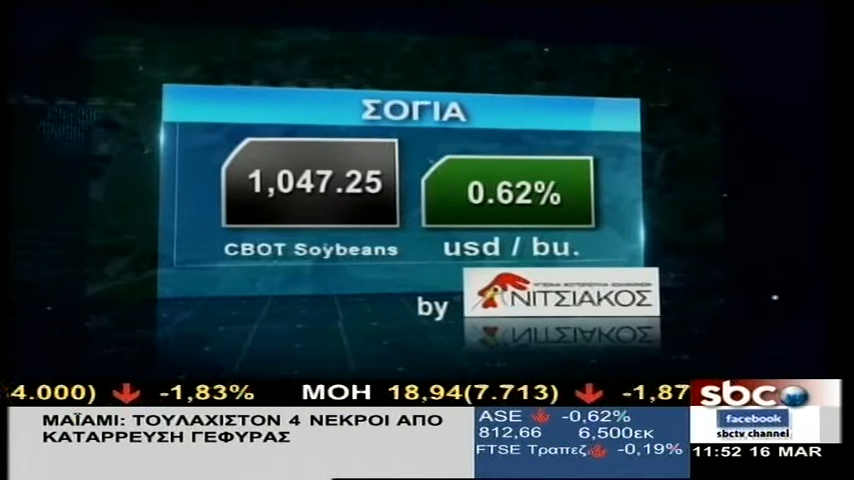 ΣΟΓΙΑ
1,047.25
0.62%
CBOT Soybeans
usd / bu.
by
ΝΙΤΣΙΑΚΟΣ
4.000) -1,83% ΜΟΗ 18,94(7.713) -1,87
sbc
facebook
sbctv channel
ΜΑΪΑΜΙ: ΤΟΥΛΑΧΙΣΤΟΝ 4 ΝΕΚΡΟΙ ΑΠΟ
ΚΑΤΑΡΡΕΥΣΗ ΓΕΦΥΡΑΣ
ASE -0,62%
812,66 6,500εκ
FTSE Τραπεζ -0,19%
11:52 16 MAR